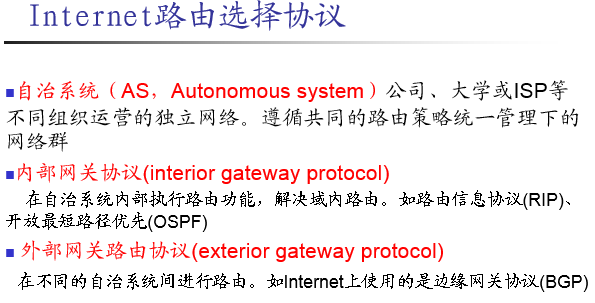 Internet路由选择协议
自治系统（AS，Autonomous system）公司、大学或ISP等
不同组织运营的独立网络。遵循共同的路由策略统一管理下的
网络群
内部网关协议(interior gateway protocol)
在自治系统内部执行路由功能，解决域内路由。如路由信息协议(RIP)、
开放最短路径优先(OSPF)
外部网关路由协议(exterior gateway protocol)
在不同的自治系统间进行路由。如Internet上使用的是边缘网关协议(BGP)